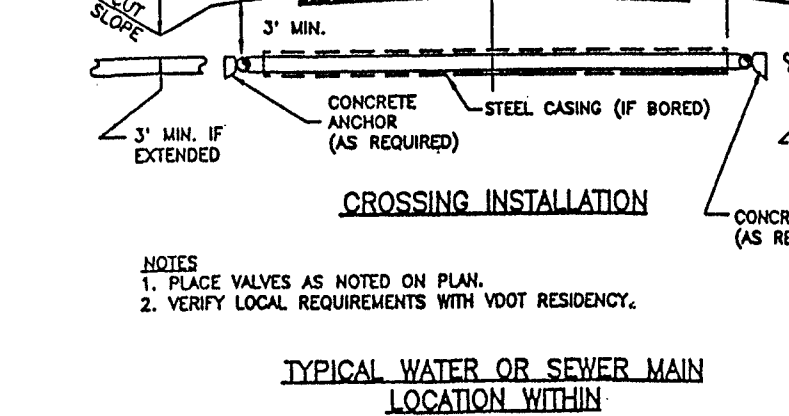 CUT
SLOPE
3' MIN.
CONCRETE
ANCHOR
(AS REQUIRED)
STEEL CASING (IF BORED)
3' MIN. IF
EXTENDED
CROSSING INSTALLATION
CONCR
(AS RE
NOTES
1. PLACE VALVES AS NOTED ON PLAN.
2. VERIFY LOCAL REQUIREMENTS WITH VDOT RESIDENCY.
TYPICAL WATER OR SEWER MAIN
LOCATION WITHIN